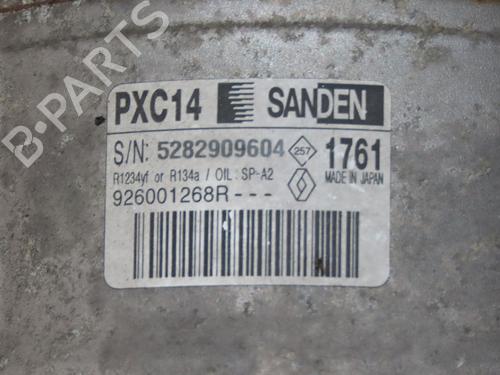 B-PARTS
PXC14 SANDEN
S/N: 5282909604 257 1761
R1234yf or R134a / OIL : SP-A2 MADE IN JAPAN
926001268R - - -